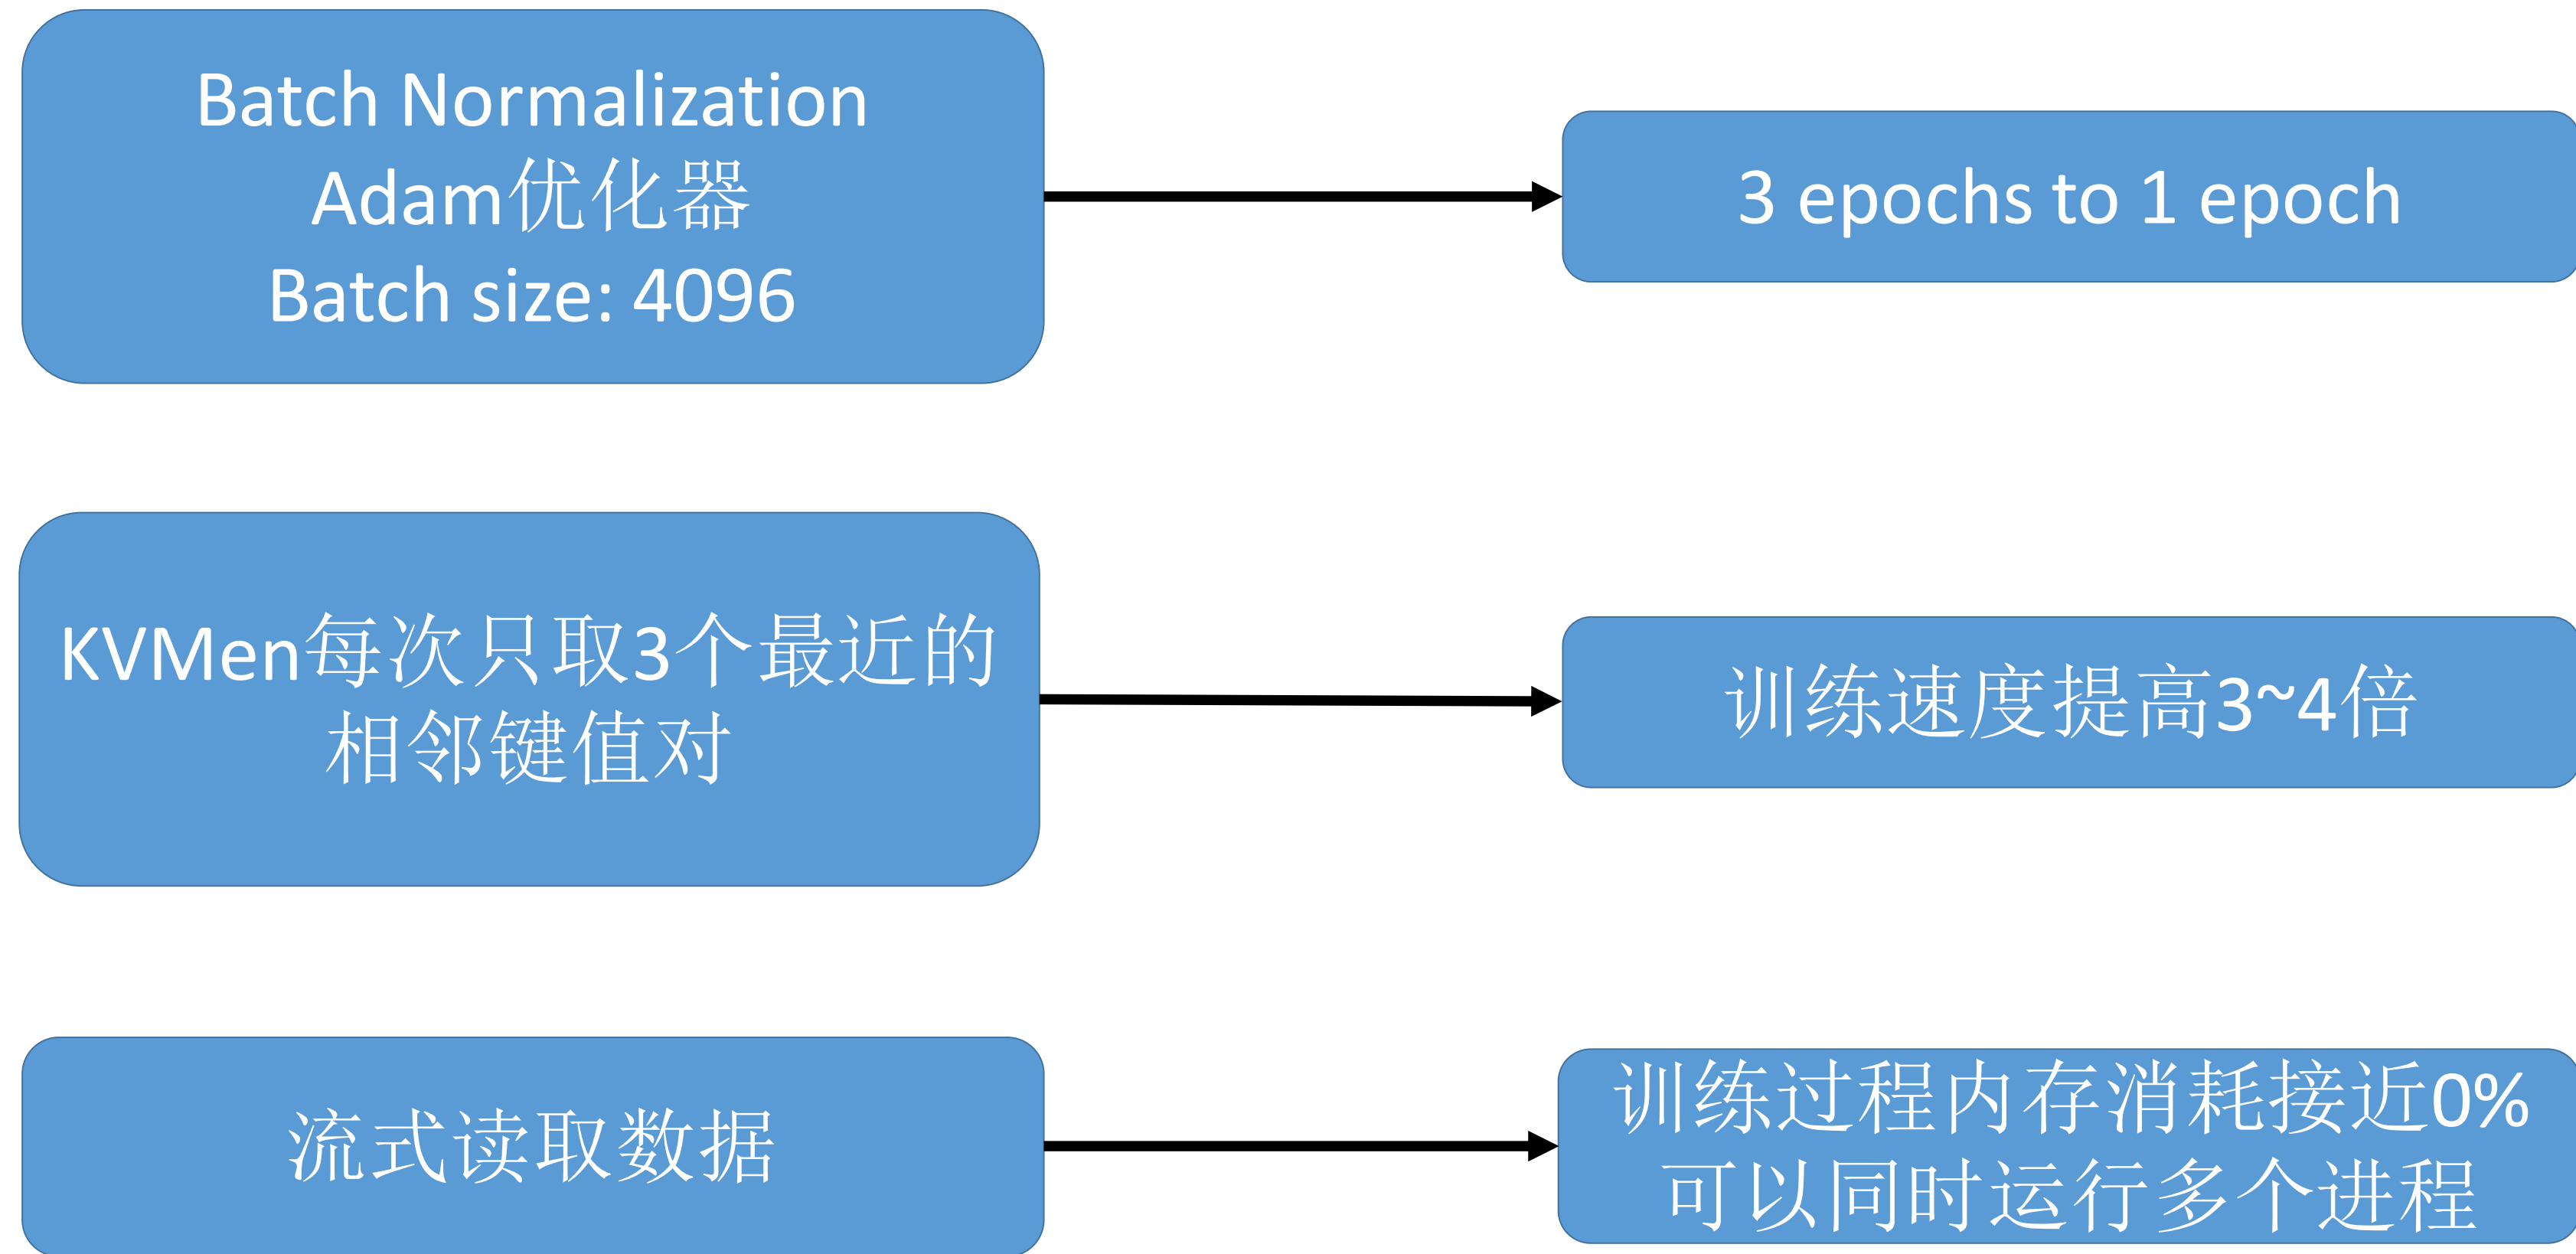 Batch Normalization
Adam优化器
Batch size: 4096
3 epochs to 1 epoch
KVMen每次只取3个最近的
相邻键值对
训练速度提高3~4倍
流式读取数据
训练过程内存消耗接近0%
可以同时运行多个进程